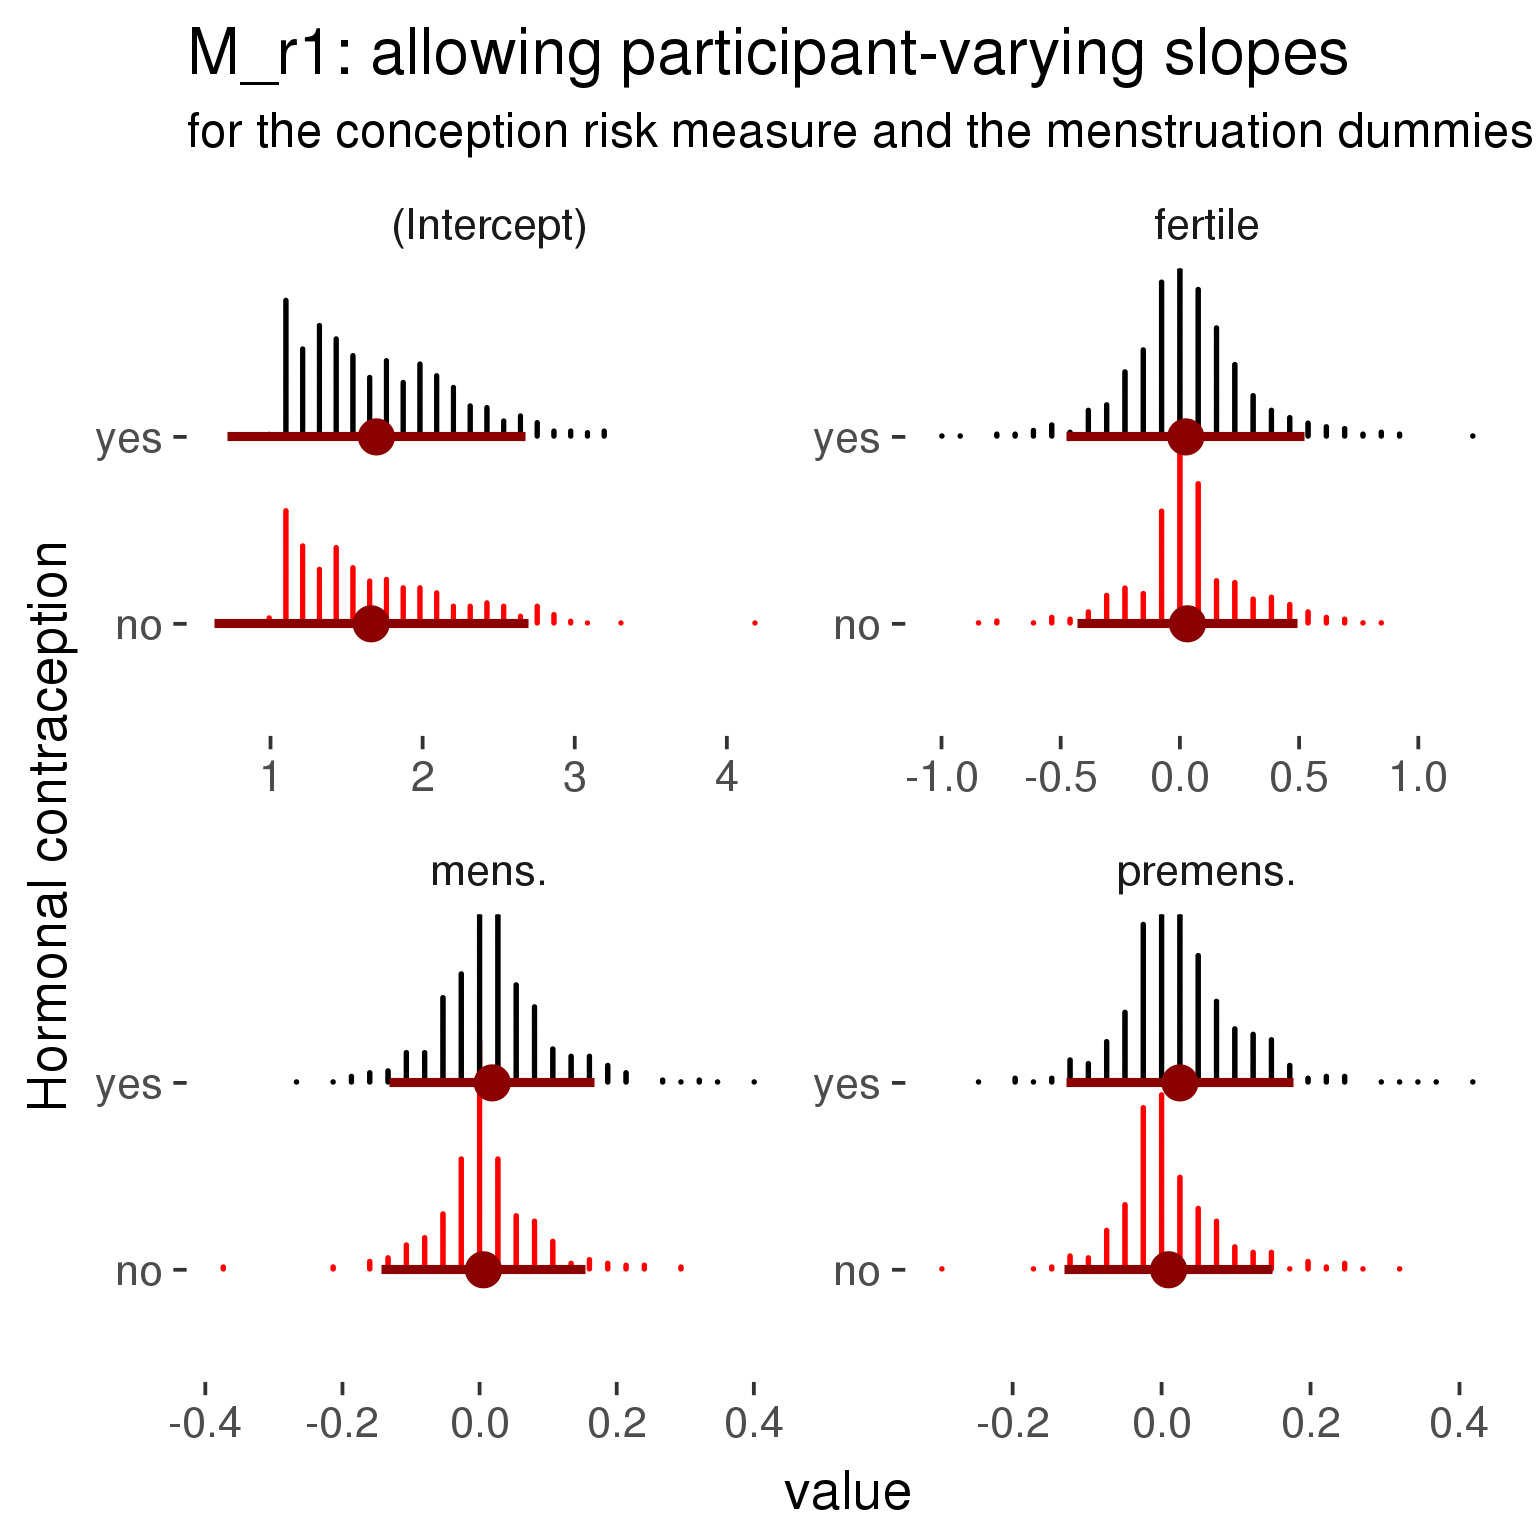 M_r1: allowing participant-varying slopes
for the conception risk measure and the menstruation dummies
(Intercept)
fertile
yes
no
yes
no
1 2 3 4
-1.0 -0.5 0.0 0.5 1.0
Hormonal contraception
mens.
premens.
yes
no
yes
no
-0.4 -0.2 0.0 0.2 0.4
-0.2 0.0 0.2 0.4
value